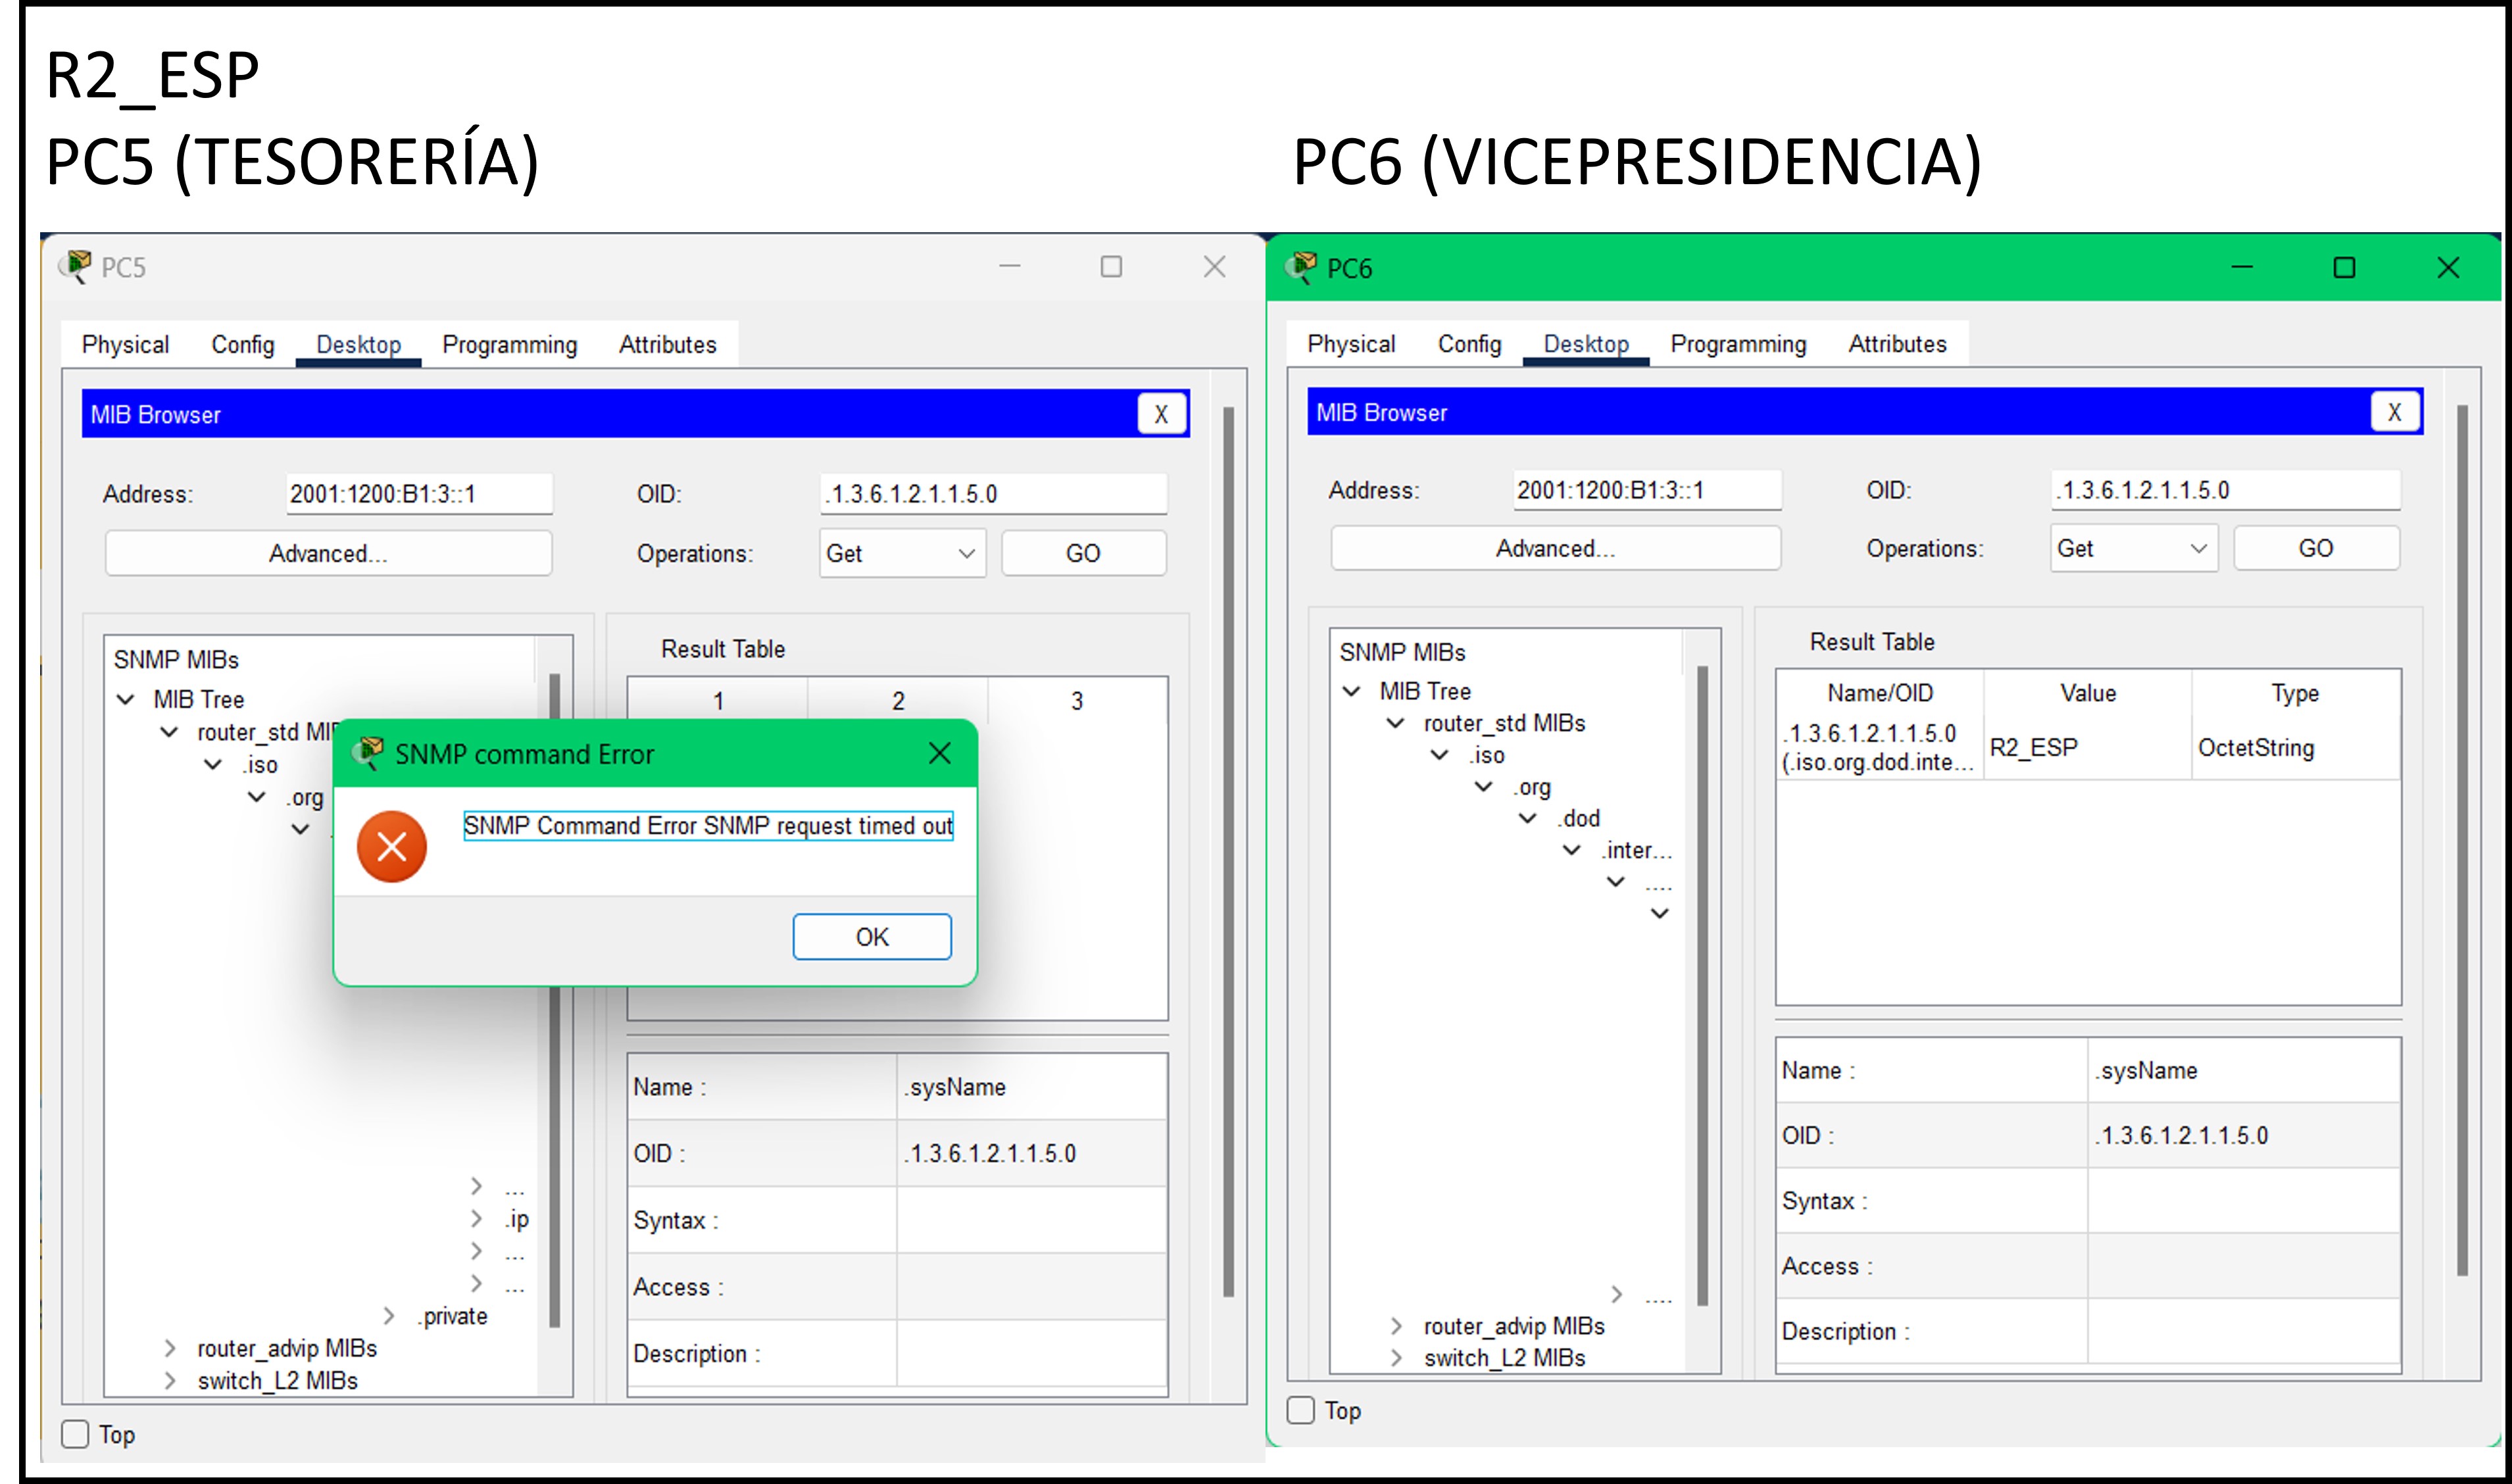 R2_ESP
PC5 (TESORERÍA)
PC6 (VICEPRESIDENCIA)
PC5
Physical Config Desktop Programming Attributes
MIB Browser X
Address: 2001:1200:B1:3::1 OID: .1.3.6.1.2.1.1.5.0
Advanced... Operations: Get GO
SNMP MIBs
MIB Tree
router_std MI
.iso
.org
.
...
.ip
...
...
.private
router_advip MIBs
switch_L2 MIBs
Result Table
1 2 3
SNMP command Error
SNMP Command Error SNMP request timed out
OK
Name : .sysName
OID : .1.3.6.1.2.1.1.5.0
Syntax :
Access :
Description :
Top
PC6
Physical Config Desktop Programming Attributes
MIB Browser X
Address: 2001:1200:B1:3::1 OID: .1.3.6.1.2.1.1.5.0
Advanced... Operations: Get GO
SNMP MIBs
MIB Tree
router_std MIBs
.iso
.org
.dod
.inter...
....
....
router_advip MIBs
switch_L2 MIBs
Result Table
Name/OID Value Type
.1.3.6.1.2.1.1.5.0
(.iso.org.dod.inte... R2_ESP OctetString
Name : .sysName
OID : .1.3.6.1.2.1.1.5.0
Syntax :
Access :
Description :
Top